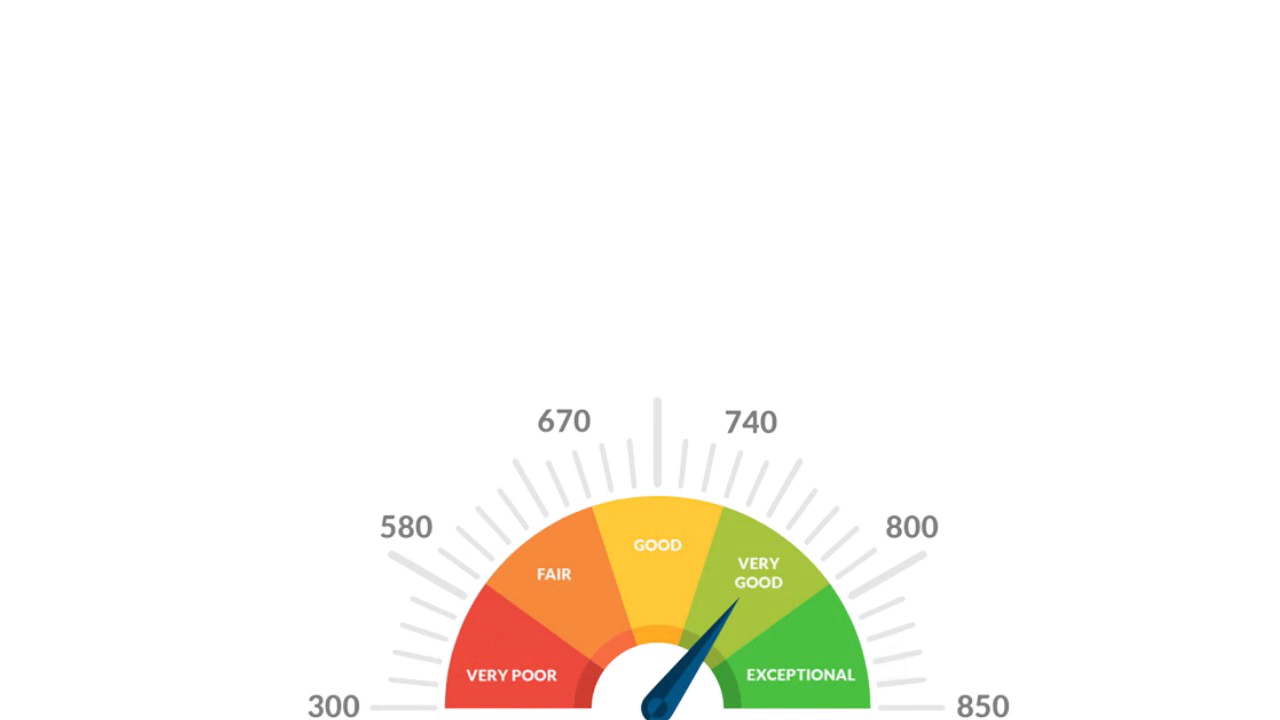 670
740
580
800
GOOD
FAIR
VERY
GOOD
VERY POOR
EXCEPTIONAL
300
850